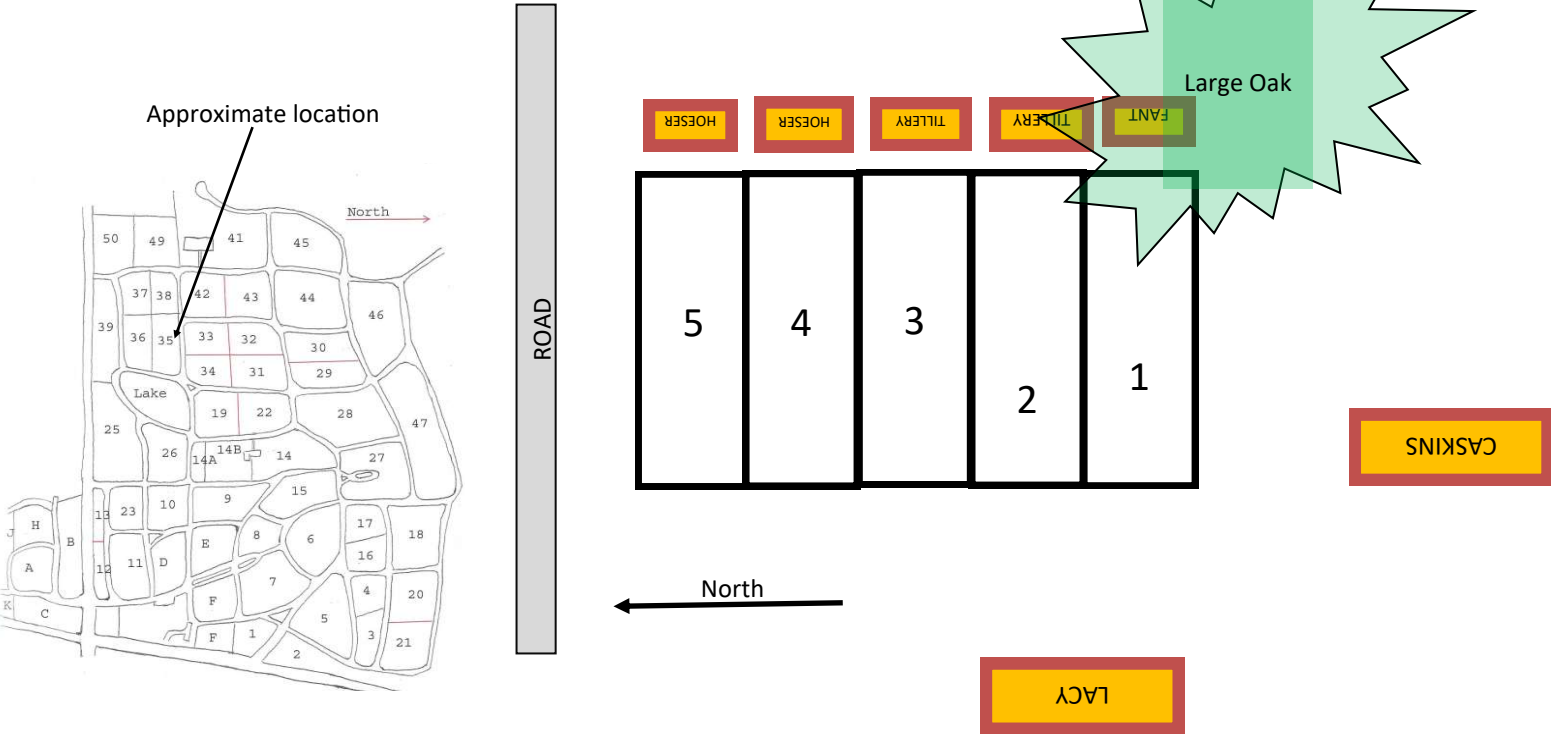 Approximate location
North
50
49
41
45
37
38
42
43
44
46
39
36
35
33
32
30
34
31
29
Lake
19
22
28
47
25
26
14A
14B
14
27
13
23
10
9
15
J
H
B
17
18
11
D
E
8
6
16
A
12
7
4
20
K
C
F
5
F
1
3
21
2
ROAD
Large Oak
HOESER
HOESER
TILLERY
TILLERY
FANT
5
4
3
2
1
CASKINS
North
LACY